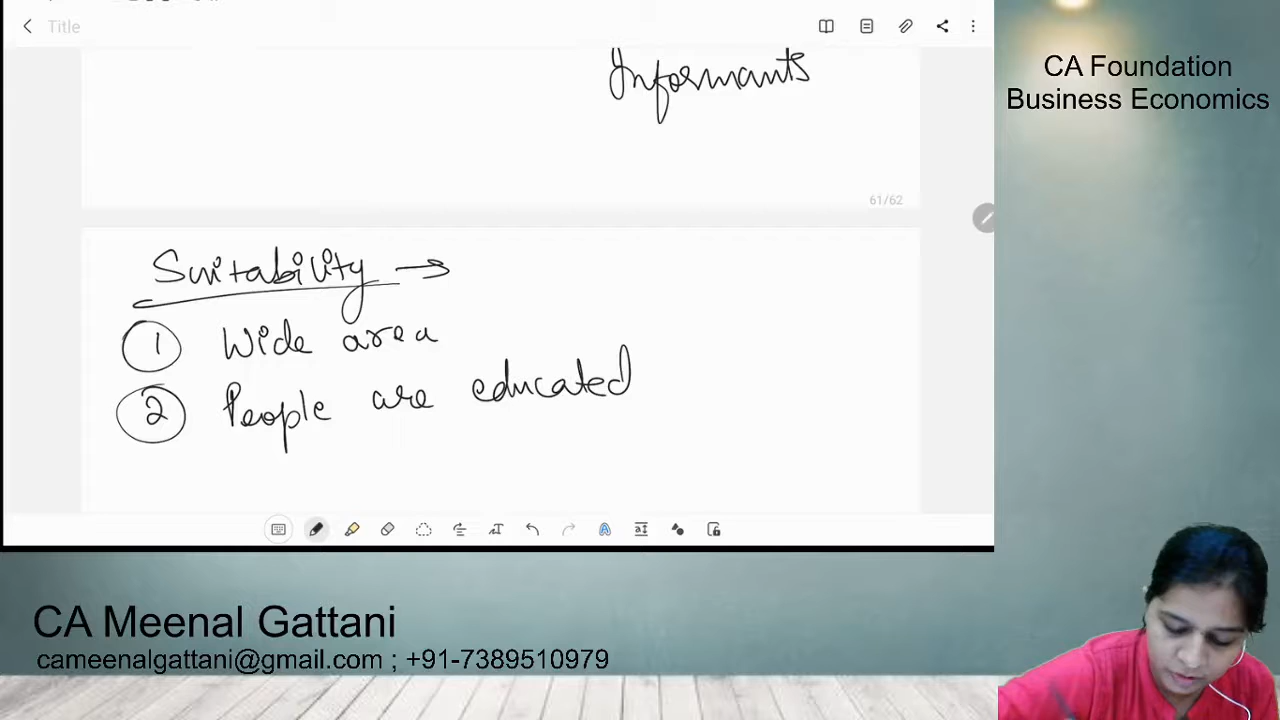 Title
CA Foundation
Business Economics
Informants
61/62
Suitability →
1 Wide area
2 People are educated
CA Meenal Gattani
cameenalgattani@gmail.com ; +91-7389510979